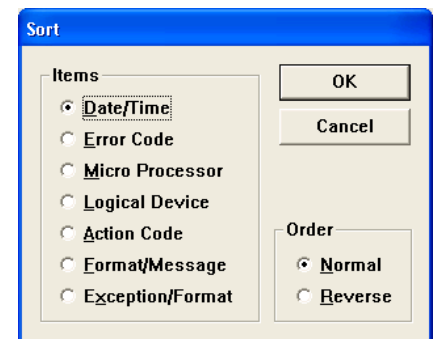 Sort
Items
Date/Time
Error Code
Micro Processor
Logical Device
Action Code
Format/Message
Exception/Format
OK
Cancel
Order
Normal
Reverse